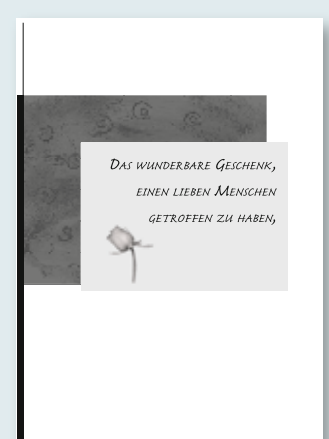 Das wunderbare Geschenk,
einen lieben Menschen
getroffen zu haben,